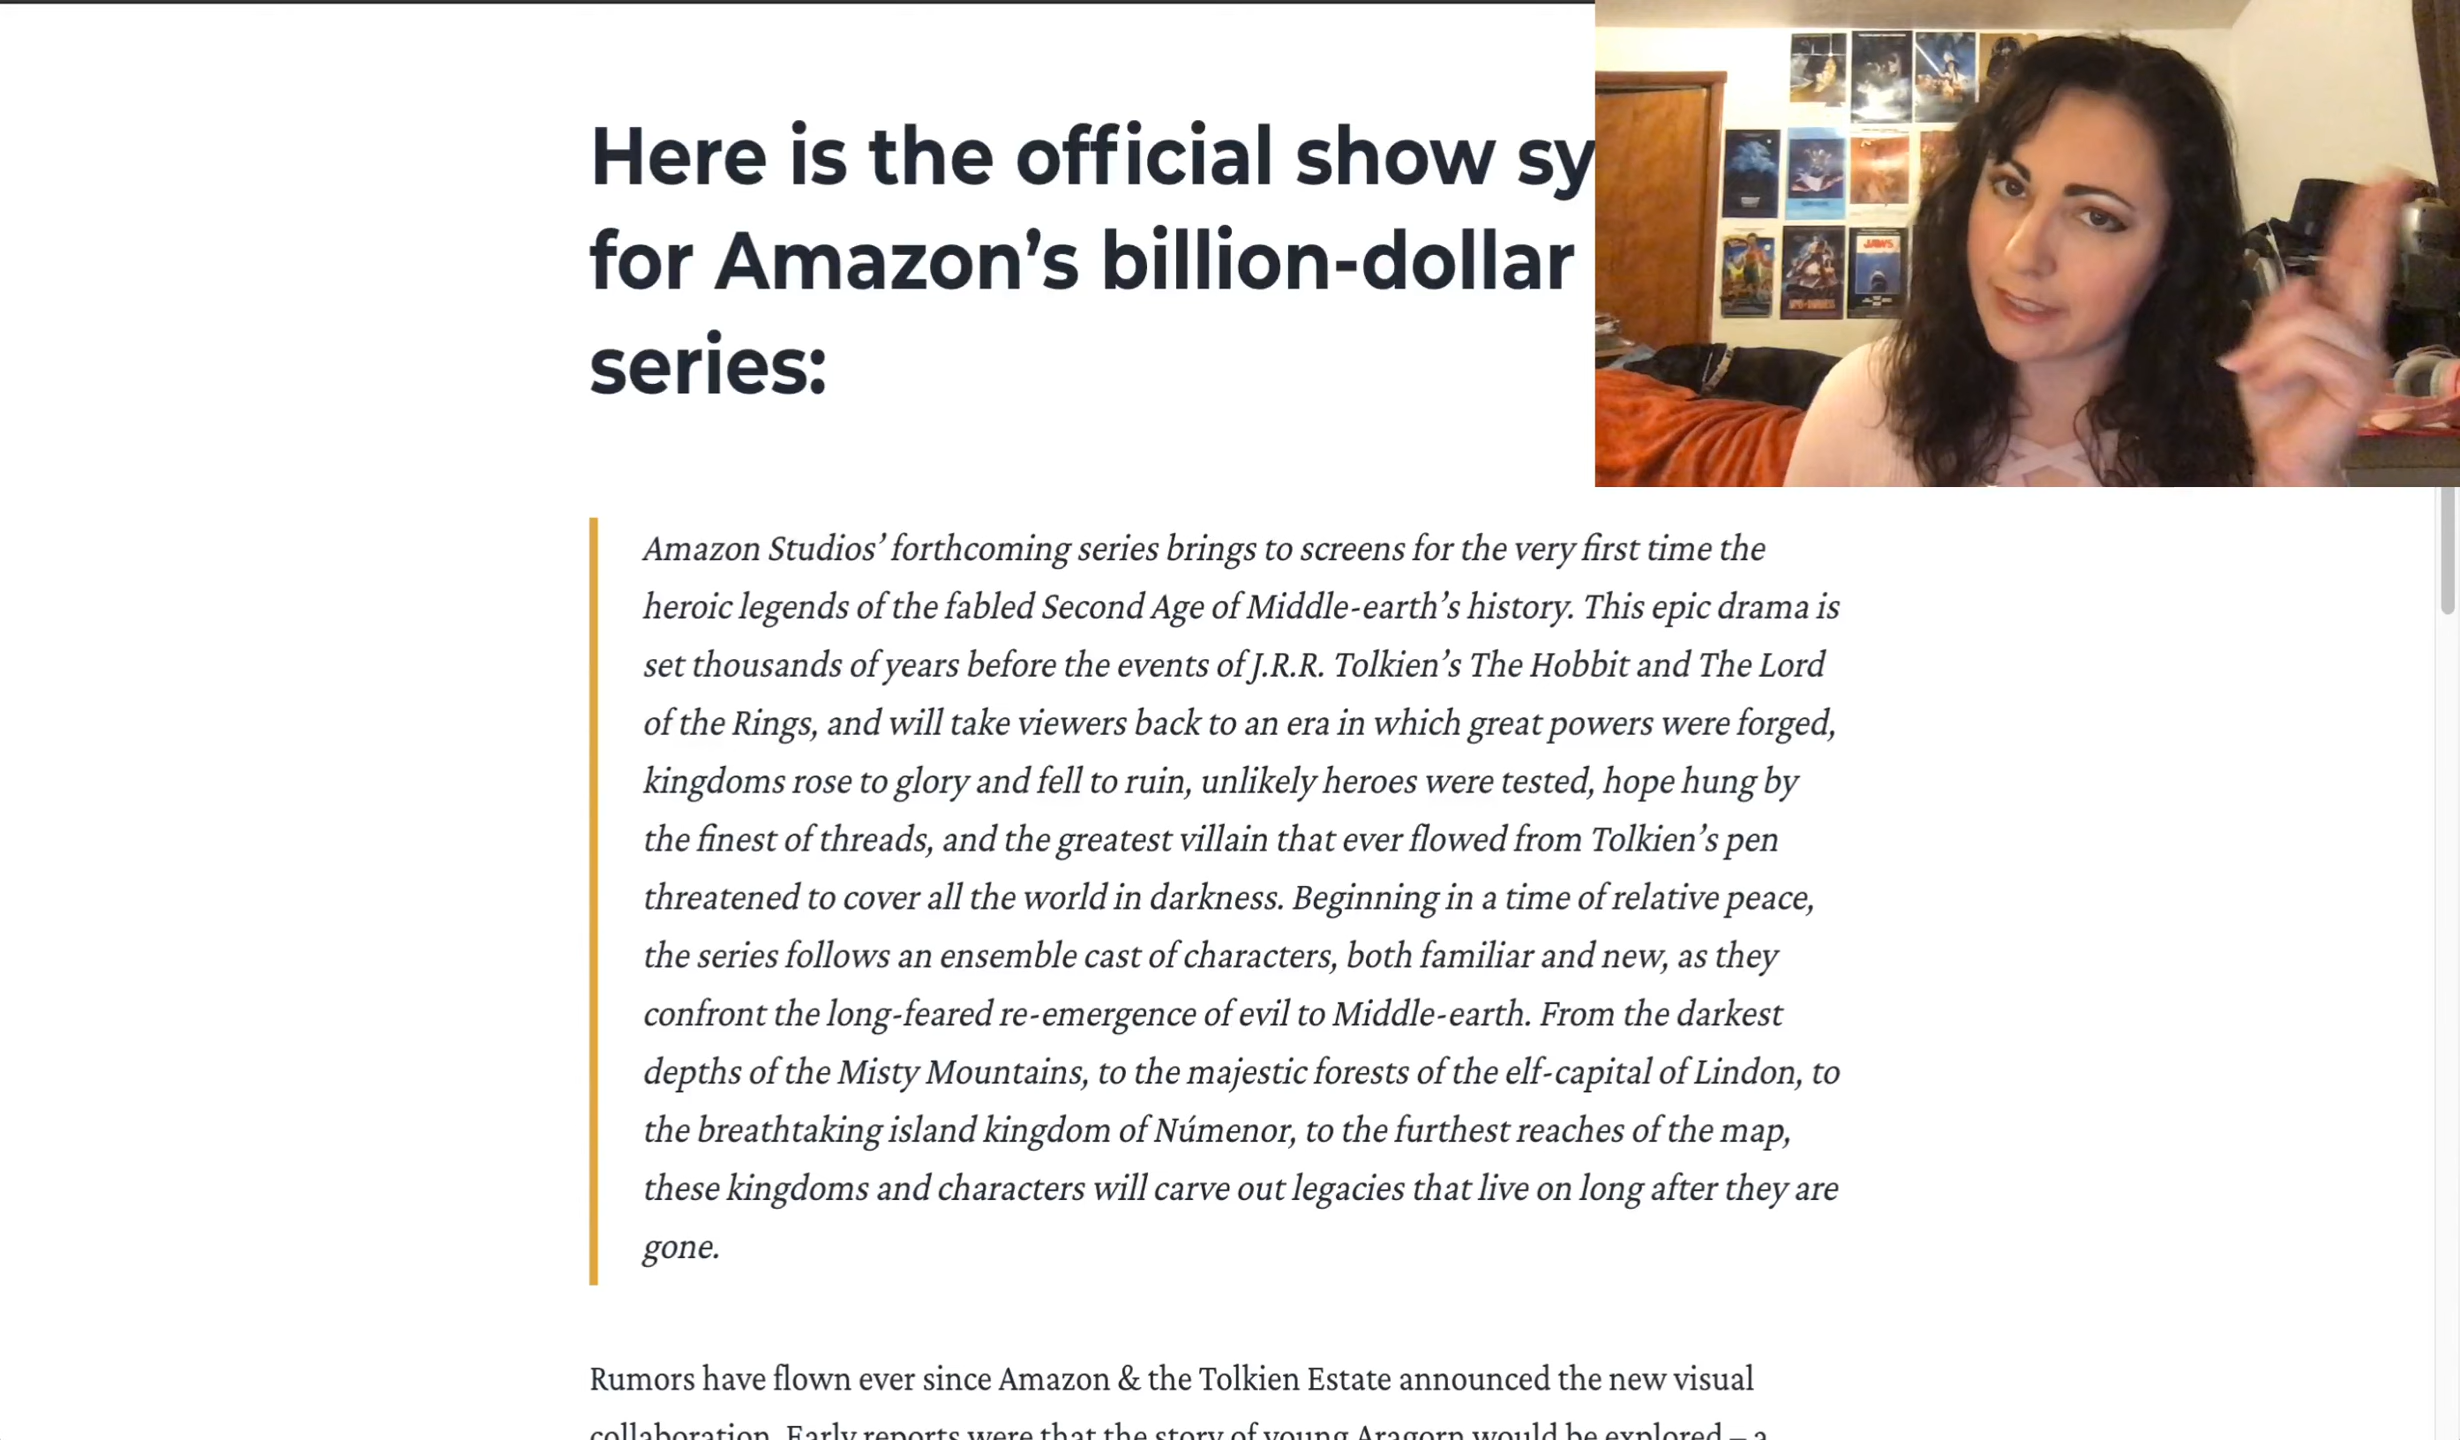 Here is the official show sy
for Amazon’s billion-dollar
series:
JAWS
Amazon Studios’ forthcoming series brings to screens for the very first time the
heroic legends of the fabled Second Age of Middle-earth’s history. This epic drama is
set thousands of years before the events of J.R.R. Tolkien’s The Hobbit and The Lord
of the Rings, and will take viewers back to an era in which great powers were forged,
kingdoms rose to glory and fell to ruin, unlikely heroes were tested, hope hung by
the finest of threads, and the greatest villain that ever flowed from Tolkien’s pen
threatened to cover all the world in darkness. Beginning in a time of relative peace,
the series follows an ensemble cast of characters, both familiar and new, as they
confront the long-feared re-emergence of evil to Middle-earth. From the darkest
depths of the Misty Mountains, to the majestic forests of the elf-capital of Lindon, to
the breathtaking island kingdom of Númenor, to the furthest reaches of the map,
these kingdoms and characters will carve out legacies that live on long after they are
gone.
Rumors have flown ever since Amazon & the Tolkien Estate announced the new visual
collaboration. Early reports were that the story of young Aragorn would be explored – a